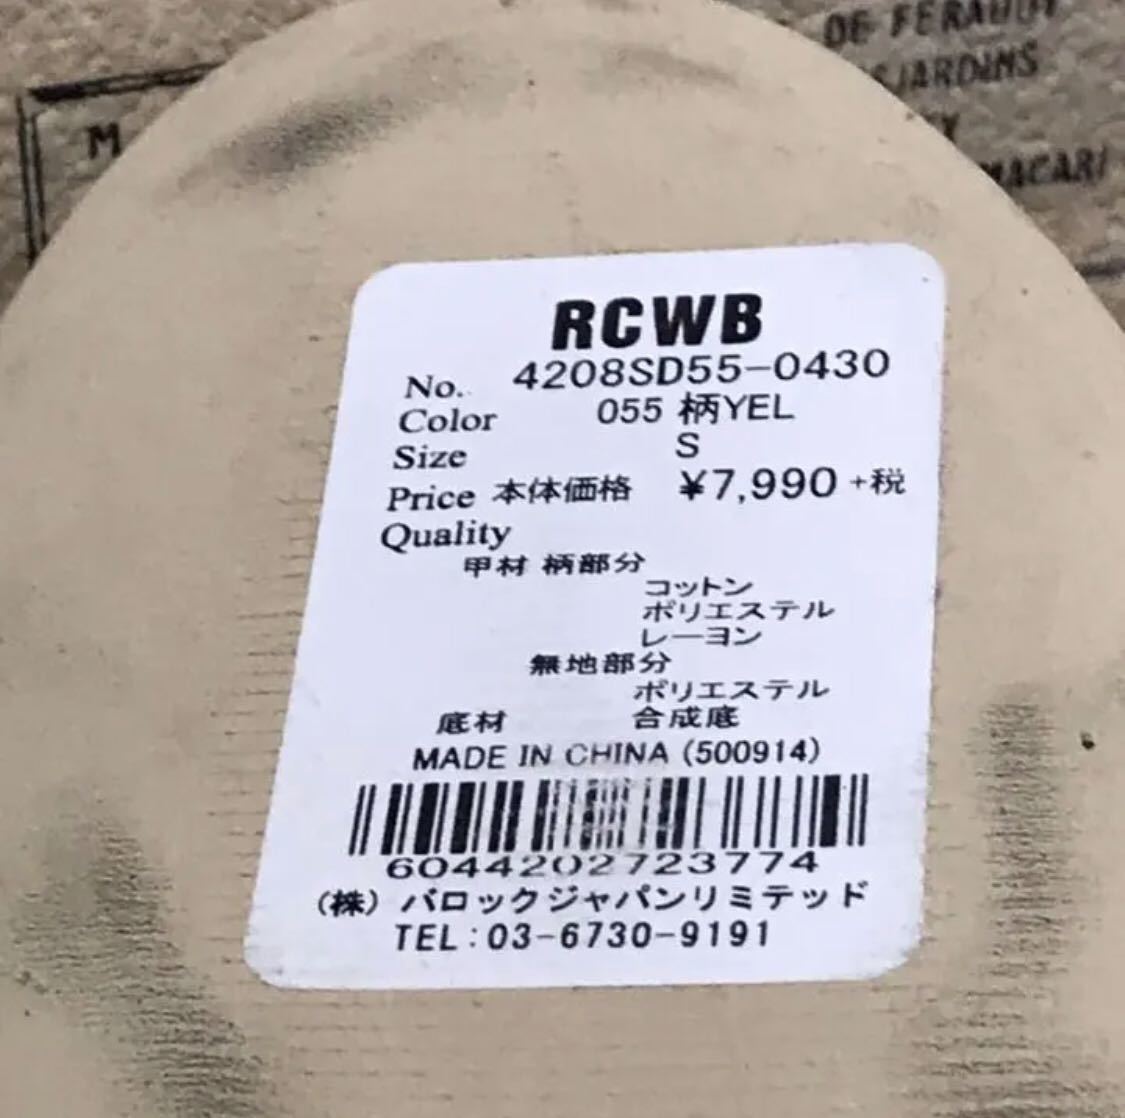 DE FERAUDY
JARDINS
M
MACARI
RCWB
No. 4208SD55-0430
Color 055 柄YEL
Size S
Price 本体価格 ¥7,990 +税
Quality
甲材 柄部分
コットン
ポリエステル
レーヨン
無地部分
ポリエステル
底材 合成底
MADE IN CHINA (500914)
6044202723774
(株) バロックジャパンリミテッド
TEL:03-6730-9191